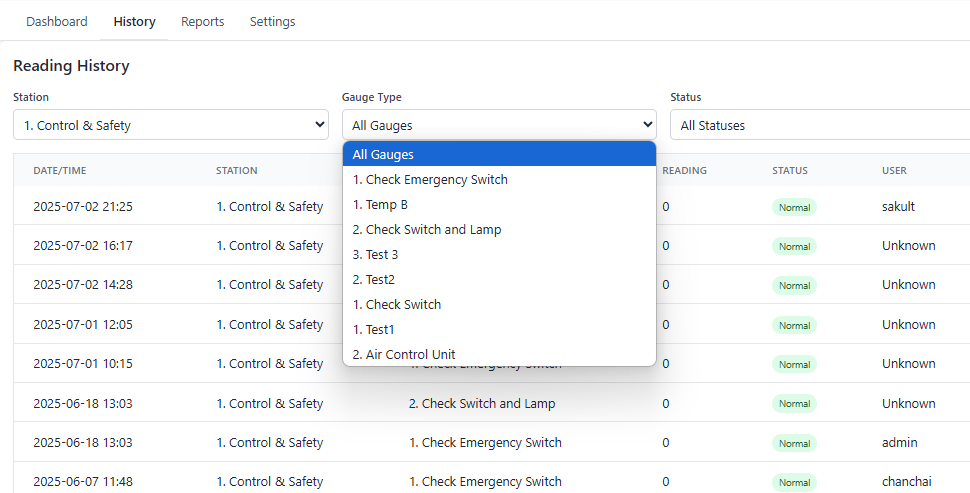 Dashboard History Reports Settings
Reading History
Station Gauge Type Status
1. Control & Safety All Gauges All Statuses
All Gauges
1. Check Emergency Switch
1. Temp B
2. Check Switch and Lamp
3. Test 3
2. Test2
1. Check Switch
1. Test1
2. Air Control Unit
DATE/TIME STATION READING STATUS USER
2025-07-02 21:25 1. Control & Safety 0 Normal sakult
2025-07-02 16:17 1. Control & Safety 0 Normal Unknown
2025-07-02 14:28 1. Control & Safety 0 Normal Unknown
2025-07-01 12:05 1. Control & Safety 0 Normal Unknown
2025-07-01 10:15 1. Control & Safety 1. Check Emergency Switch 0 Normal Unknown
2025-06-18 13:03 1. Control & Safety 2. Check Switch and Lamp 0 Normal Unknown
2025-06-18 13:03 1. Control & Safety 1. Check Emergency Switch 0 Normal admin
2025-06-07 11:48 1. Control & Safety 1. Check Emergency Switch 0 Normal chanchai